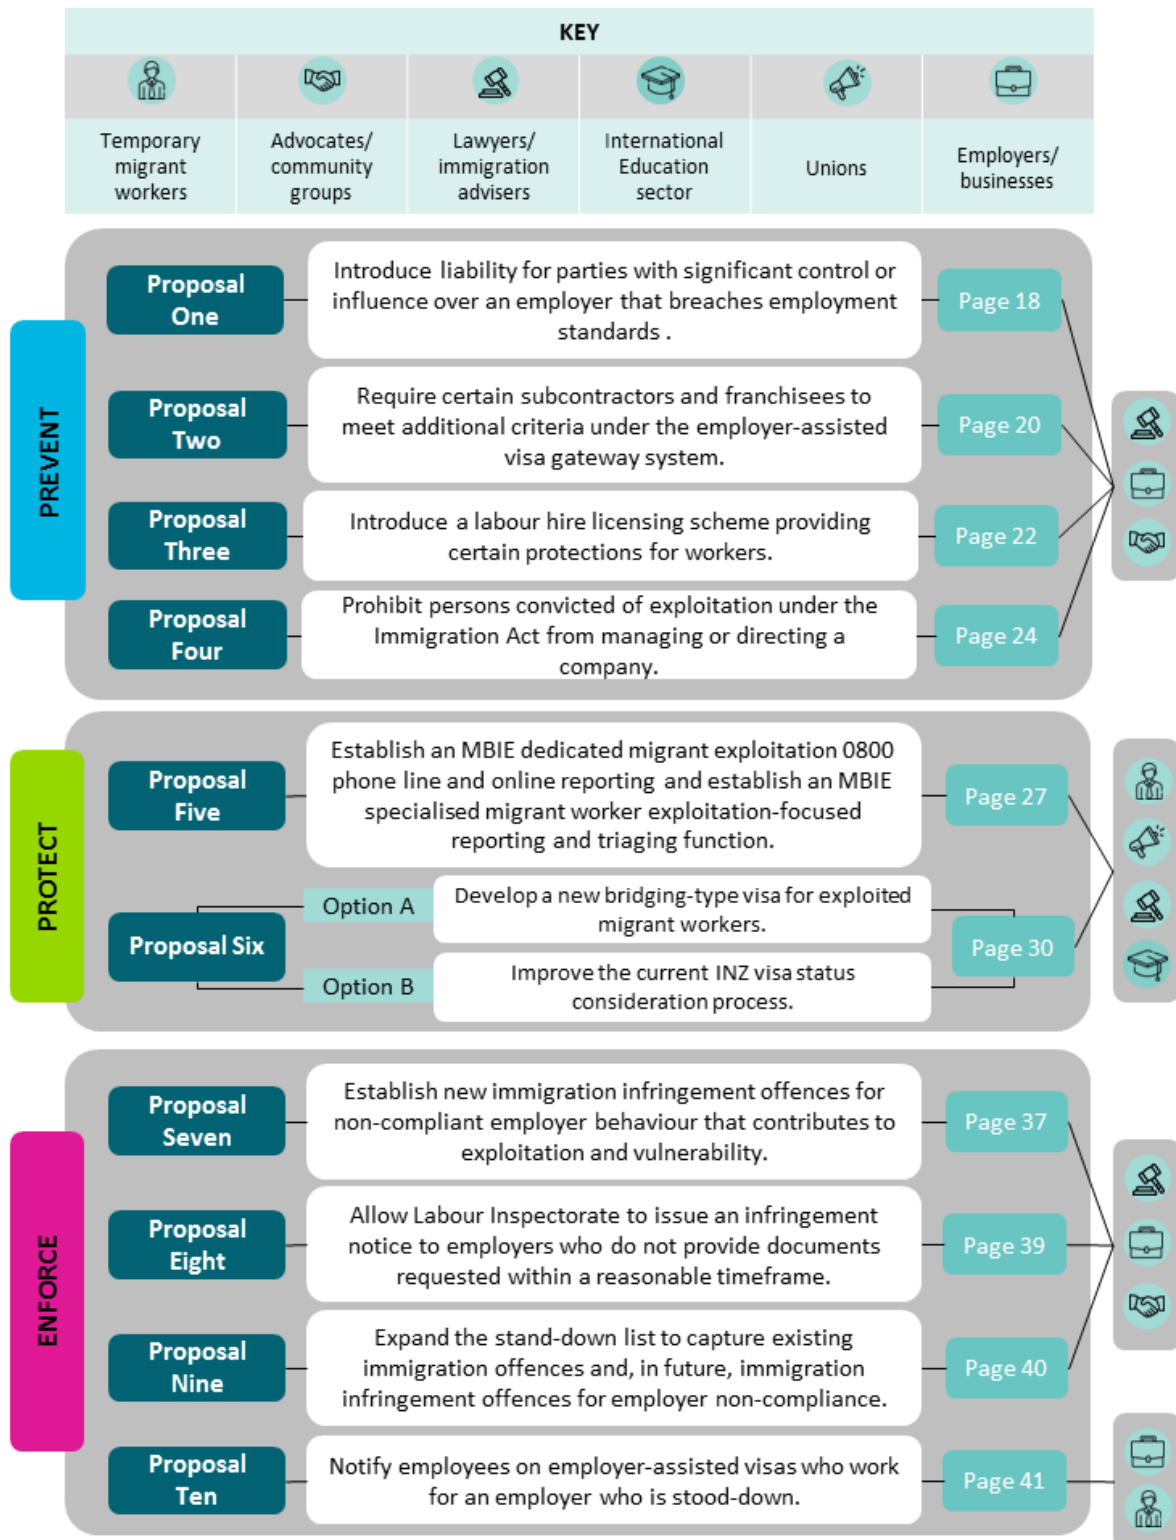 KEY
Temporary
migrant
workers
Advocates/
community
groups
Lawyers/
immigration
advisers
International
Education
sector
Unions
Employers/
businesses
PREVENT
Proposal
One
Introduce liability for parties with significant control or
influence over an employer that breaches employment
standards .
Page 18
Proposal
Two
Require certain subcontractors and franchisees to
meet additional criteria under the employer-assisted
visa gateway system.
Page 20
Proposal
Three
Introduce a labour hire licensing scheme providing
certain protections for workers.
Page 22
Proposal
Four
Prohibit persons convicted of exploitation under the
Immigration Act from managing or directing a
company.
Page 24
PROTECT
Proposal
Five
Establish an MBIE dedicated migrant exploitation 0800
phone line and online reporting and establish an MBIE
specialised migrant worker exploitation-focused
reporting and triaging function.
Page 27
Proposal Six
Option A
Develop a new bridging-type visa for exploited
migrant workers.
Option B
Improve the current INZ visa status
consideration process.
Page 30
ENFORCE
Proposal
Seven
Establish new immigration infringement offences for
non-compliant employer behaviour that contributes to
exploitation and vulnerability.
Page 37
Proposal
Eight
Allow Labour Inspectorate to issue an infringement
notice to employers who do not provide documents
requested within a reasonable timeframe.
Page 39
Proposal
Nine
Expand the stand-down list to capture existing
immigration offences and, in future, immigration
infringement offences for employer non-compliance.
Page 40
Proposal
Ten
Notify employees on employer-assisted visas who work
for an employer who is stood-down.
Page 41